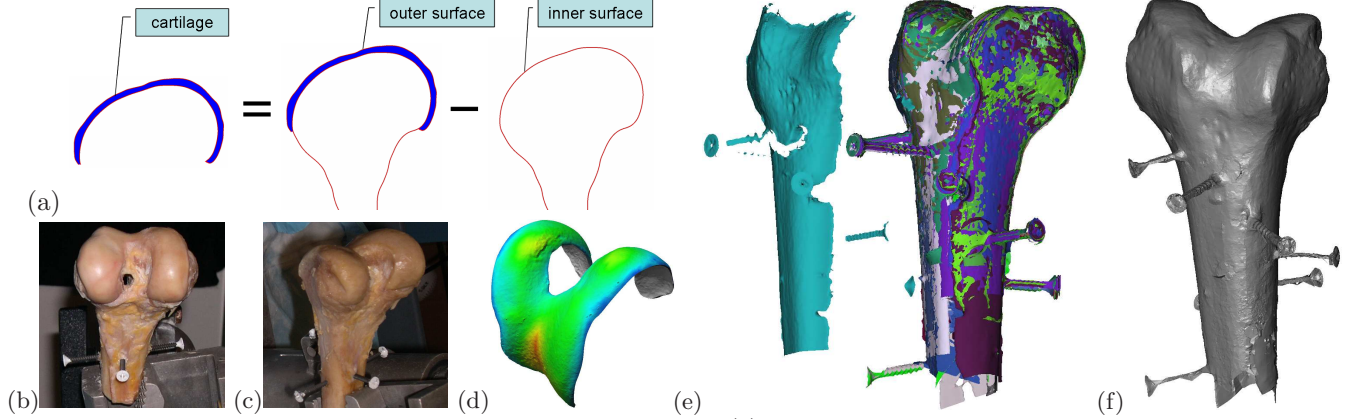 cartilage
outer surface
inner surface
=
–
(a)
(b)
(c)
(d)
(e)
(f)